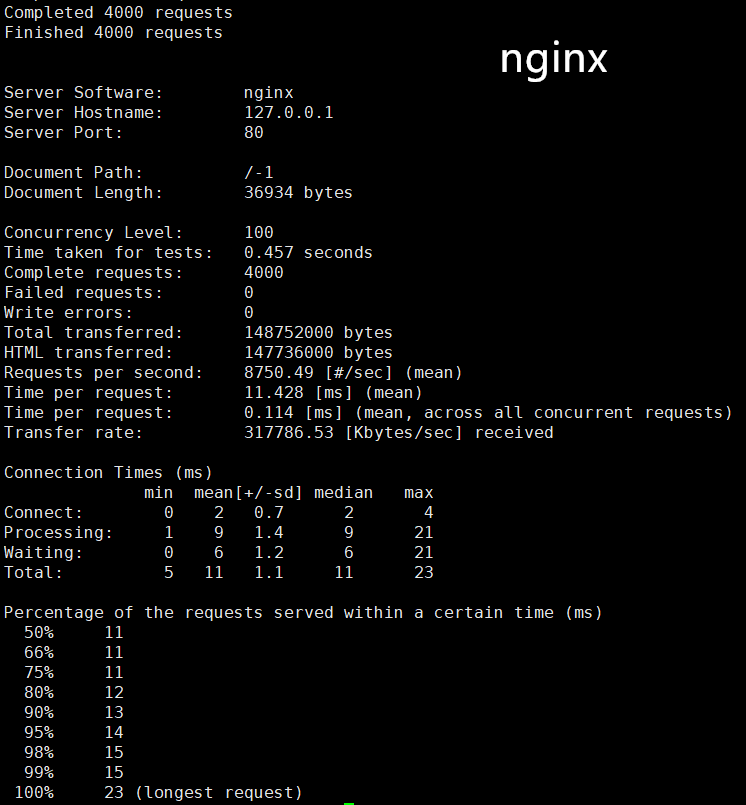 Completed 4000 requests
Finished 4000 requests
nginx
Server Software: nginx
Server Hostname: 127.0.0.1
Server Port: 80
Document Path: /-1
Document Length: 36934 bytes
Concurrency Level: 100
Time taken for tests: 0.457 seconds
Complete requests: 4000
Failed requests: 0
Write errors: 0
Total transferred: 148752000 bytes
HTML transferred: 147736000 bytes
Requests per second: 8750.49 [#/sec] (mean)
Time per request: 11.428 [ms] (mean)
Time per request: 0.114 [ms] (mean, across all concurrent requests)
Transfer rate: 317786.53 [Kbytes/sec] received
Connection Times (ms)
min mean[+/-sd] median max
Connect: 0 2 0.7 2 4
Processing: 1 9 1.4 9 21
Waiting: 0 6 1.2 6 21
Total: 5 11 1.1 11 23
Percentage of the requests served within a certain time (ms)
50% 11
66% 11
75% 11
80% 12
90% 13
95% 14
98% 15
99% 15
100% 23 (longest request)